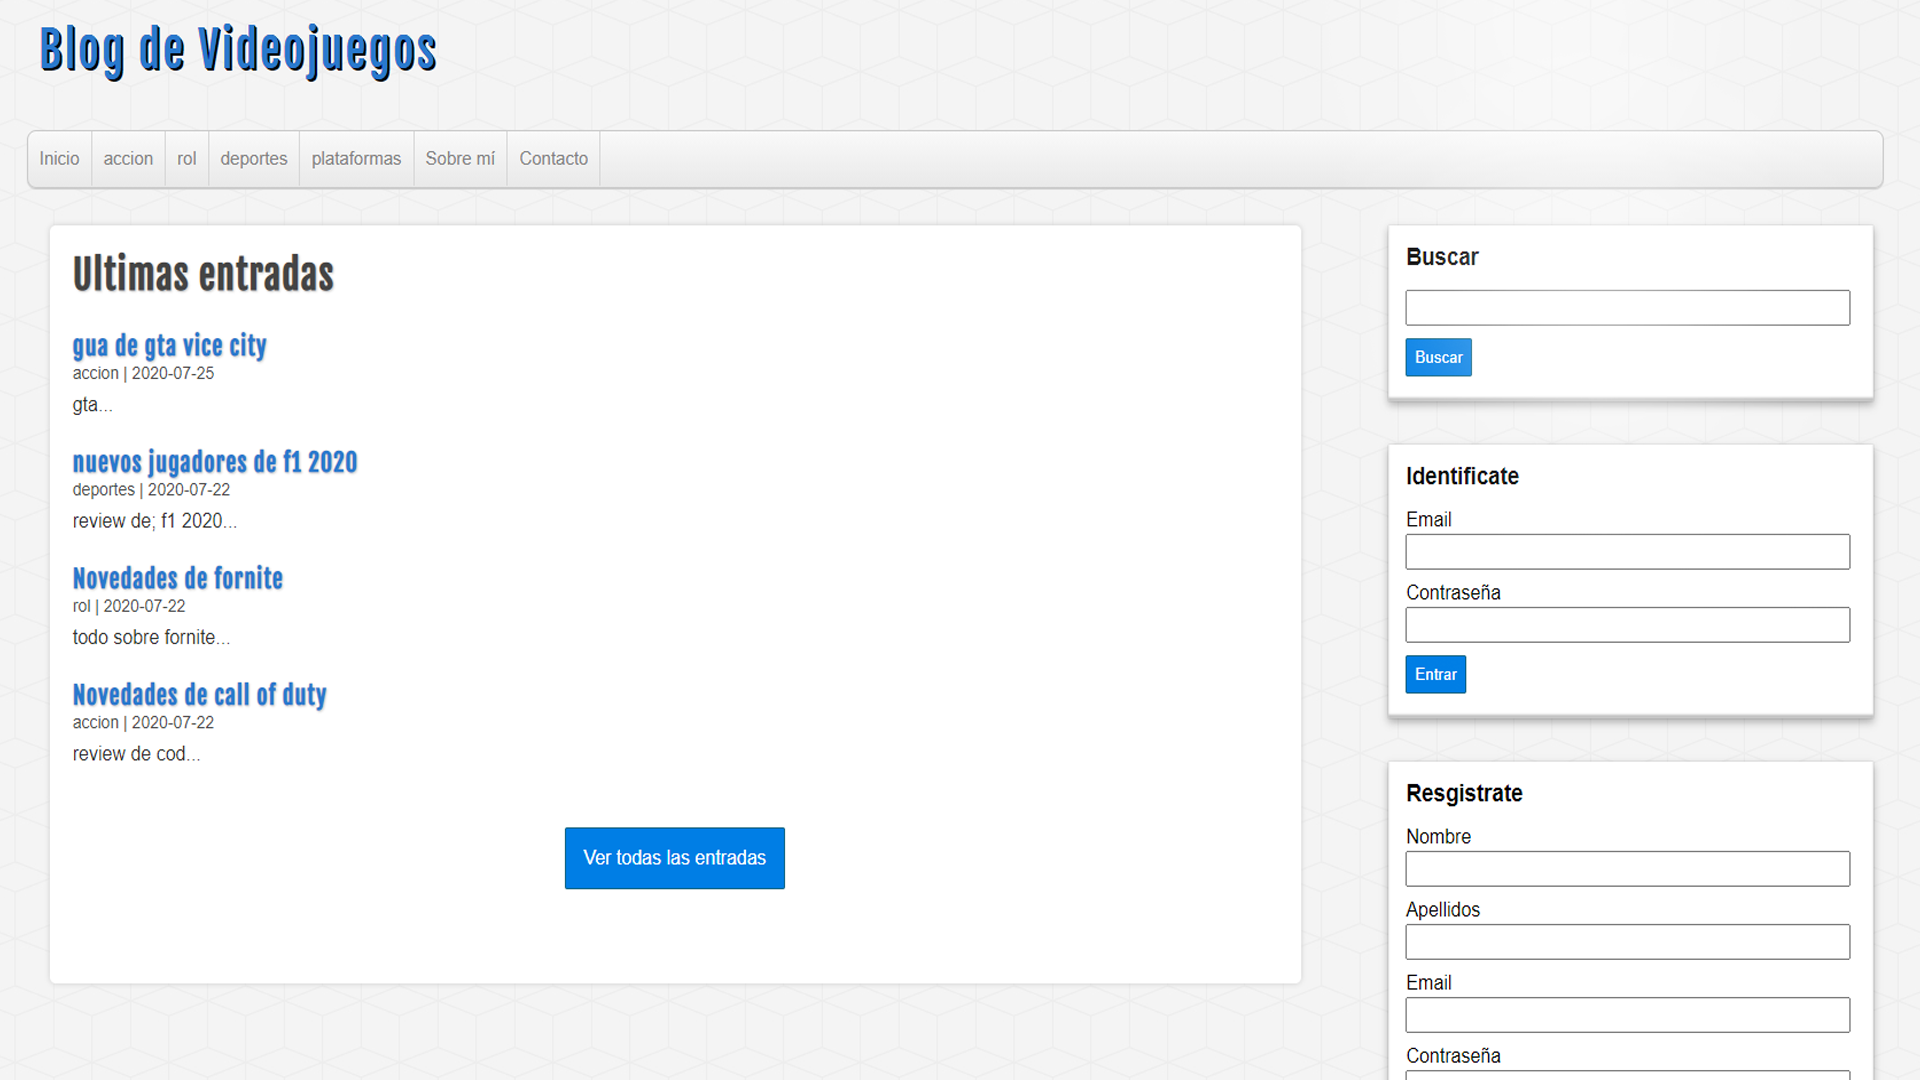 Blog de Videojuegos
Inicio accion rol deportes plataformas Sobre mí Contacto
Ultimas entradas
gua de gta vice city
accion | 2020-07-25
gta...
nuevos jugadores de f1 2020
deportes | 2020-07-22
review de; f1 2020...
Novedades de fornite
rol | 2020-07-22
todo sobre fornite...
Novedades de call of duty
accion | 2020-07-22
review de cod...
Ver todas las entradas
Buscar
Buscar
Identificate
Email
Contraseña
Entrar
Resgistrate
Nombre
Apellidos
Email
Contraseña